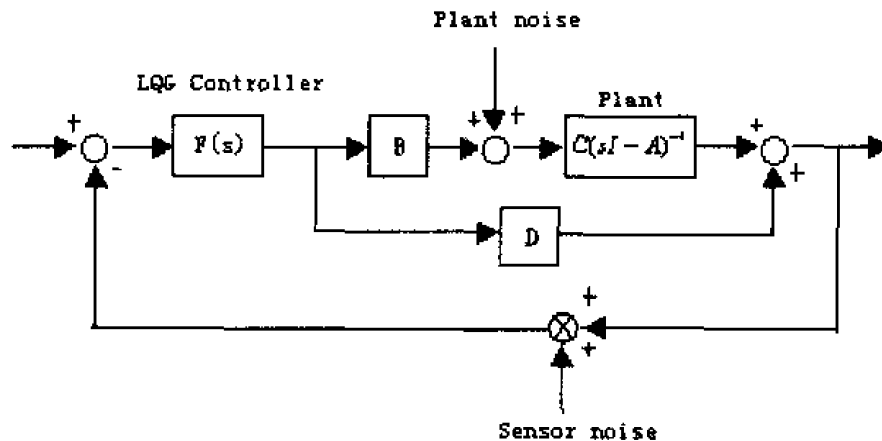 Plant noise
LQG Controller
Plant
+
+
+
+
+
F(s)
B
C(sI − A)⁻¹
-
+
D
+
+
Sensor noise